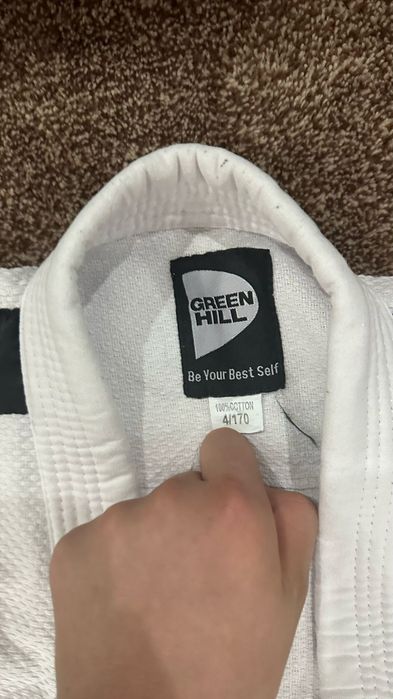 GREEN
HILL
Be Your Best Self
100%COTTON
4/170